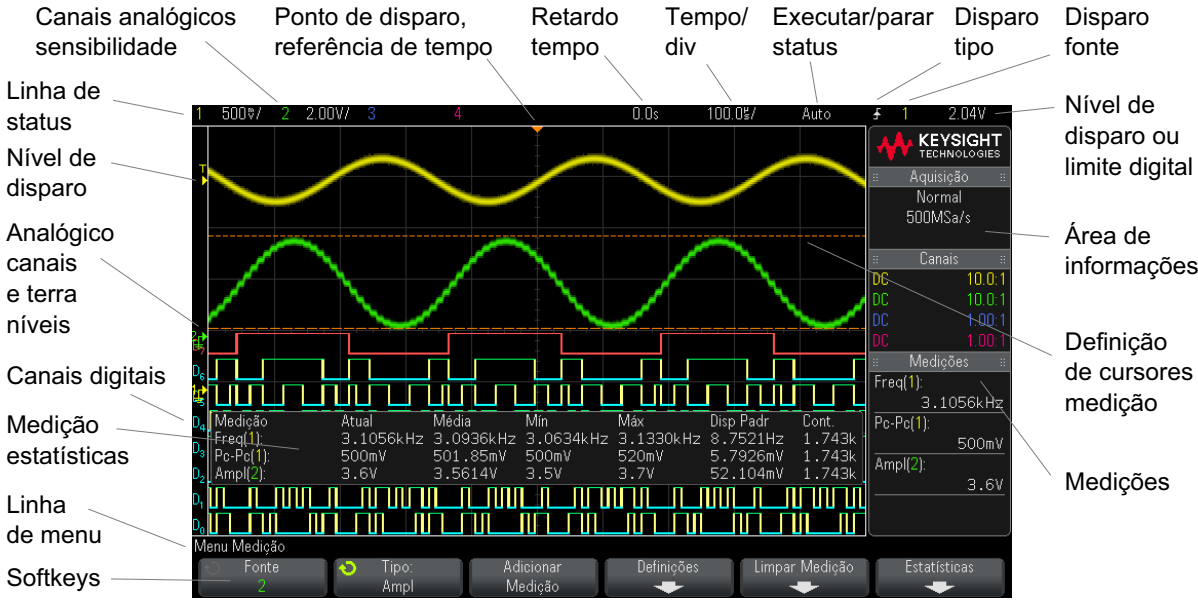 Canais analógicos
sensibilidade
Ponto de disparo,
referência de tempo
Retardo
tempo
Tempo/
div
Executar/parar
status
Disparo
tipo
Disparo
fonte
Linha de
status
Nível de
disparo
Analógico
canais
e terra
níveis
Canais digitais
Medição
estatísticas
Linha
de menu
Softkeys
1 500 2 2.00V/ 3 4 0.0s 100.0 Auto 1 2.04V
T
KEYSIGHT
TECHNOLOGIES
Aquisição
Normal
500MSa/s
Canais
DC 10.0:1
DC 10.0:1
DC 1.00:1
DC 1.00:1
Medições
Freq(1):
3.1056kHz
Pc-Pc(1):
500mV
Ampl(2):
3.6V
D6
D4
D3
D2
D1
D0
Medição Atual Média Mín Máx Disp Padr Cont.
Freq(1): 3.1056kHz 3.0936kHz 3.0634kHz 3.1330kHz 8.7521Hz 1.743k
Pc-Pc(1): 500mV 501.85mV 500mV 520mV 5.7926mV 1.743k
Ampl(2): 3.6V 3.5614V 3.5V 3.7V 52.104mV 1.743k
Menu Medição
Fonte
2
Tipo:
Ampl
Adicionar
Medição
Definições
Limpar Medição
Estatísticas
Nível de
disparo ou
limite digital
Área de
informações
Definição
de cursores
medição
Medições